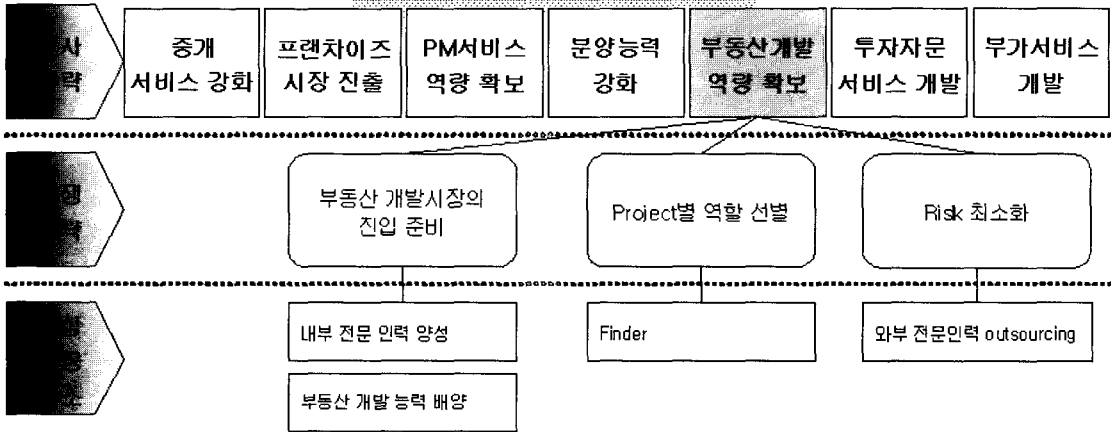 사
략
중개
서비스 강화
프랜차이즈
시장 진출
PM서비스
역량 확보
분양능력
강화
부동산개발
역량 확보
투자자문
서비스 개발
부가서비스
개발
부동산 개발시장의
진입 준비
Project별 역할 선별
Risk 최소화
내부 전문 인력 양성
Finder
와부 전문인력 outsourcing
부동산 개발 능력 배양